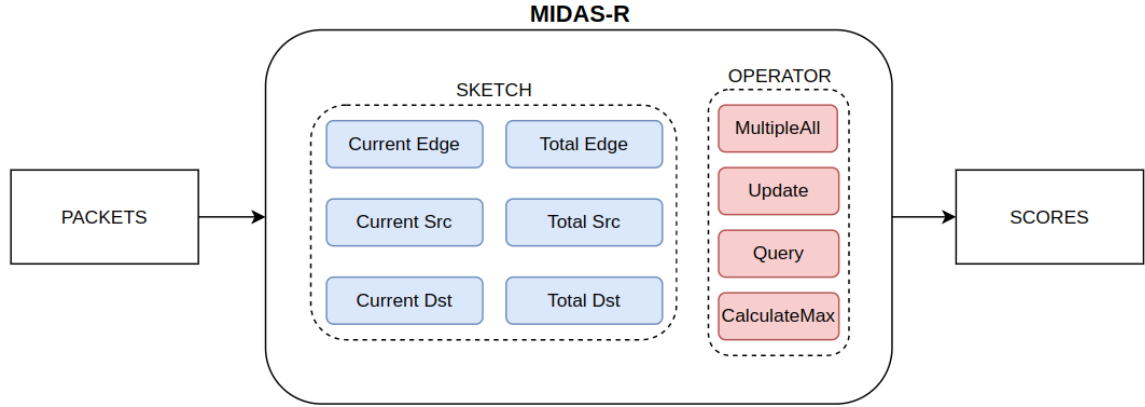 MIDAS-R
SKETCH
OPERATOR
Current Edge
Total Edge
MultipleAll
Update
PACKETS
Current Src
Total Src
SCORES
Query
Current Dst
Total Dst
CalculateMax